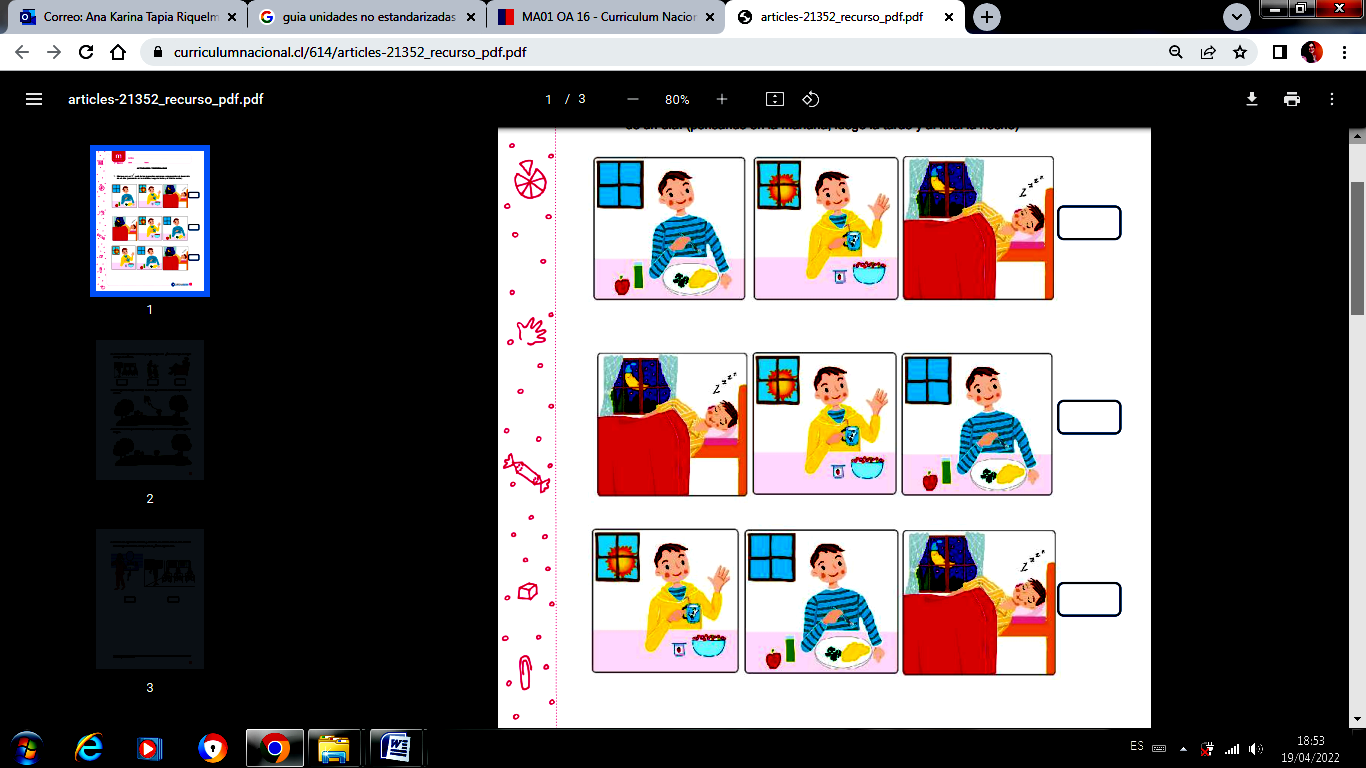 Correo: Ana Karina Tapia Riquelm
guia unidades no estandarizadas
MA01 OA 16 - Curriculum Nacion
articles-21352_recurso_pdf.pdf
curriculumnacional.cl/614/articles-21352_recurso_pdf.pdf
articles-21352_recurso_pdf.pdf
1 / 3
80%
z z z z
z z z z
z z z z
1
2
3
ES
18:53
19/04/2022